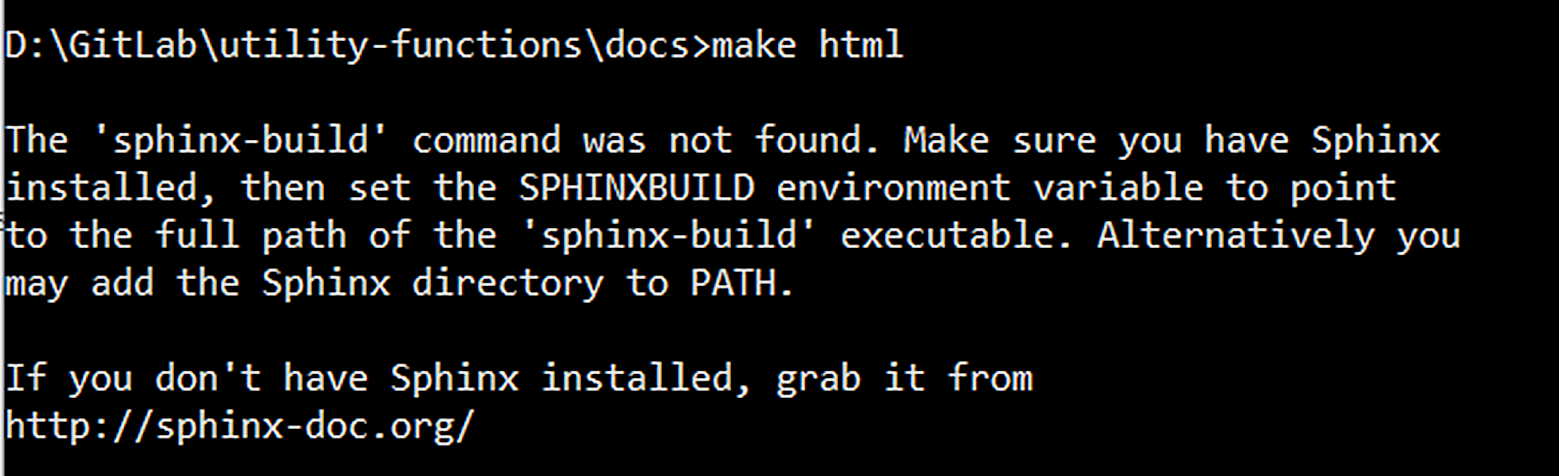 D:\GitLab\utility-functions\docs>make html
The 'sphinx-build' command was not found. Make sure you have Sphinx
installed, then set the SPHINXBUILD environment variable to point
to the full path of the 'sphinx-build' executable. Alternatively you
may add the Sphinx directory to PATH.
If you don't have Sphinx installed, grab it from
http://sphinx-doc.org/